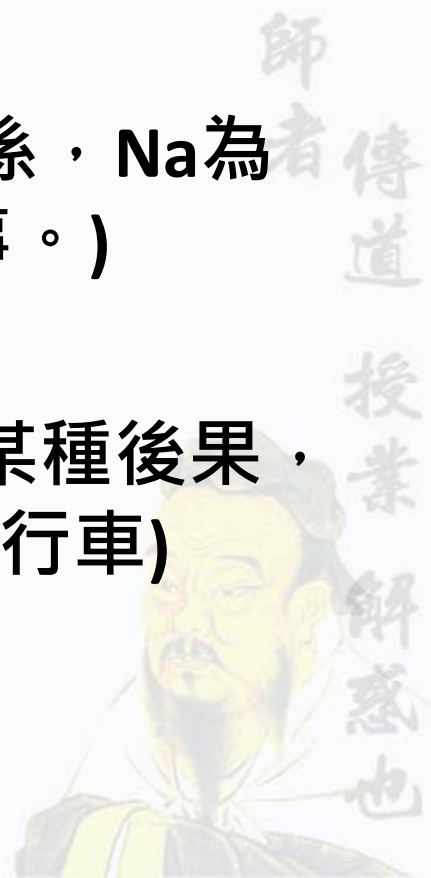 係，Na為
事。)
某種後果，
行車)
師者
傳道 授業 解惑也